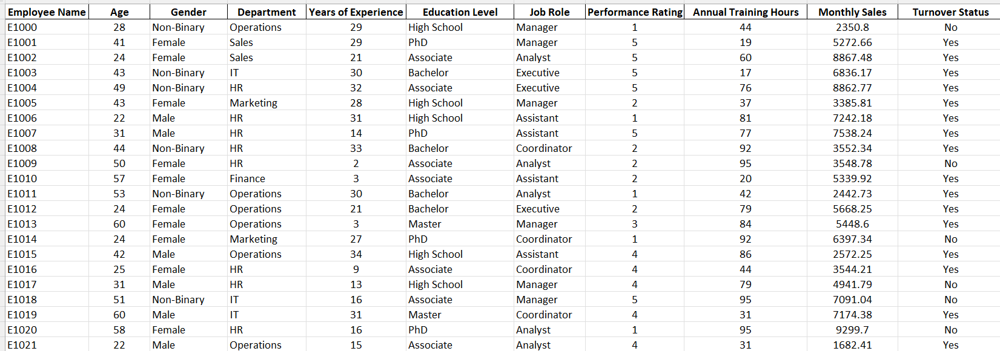 Employee Name Age Gender Department Years of Experience Education Level Job Role Performance Rating Annual Training Hours Monthly Sales Turnover Status
E1000 28 Non-Binary Operations 29 High School Manager 1 44 2350.8 No
E1001 41 Female Sales 29 PhD Manager 5 19 5272.66 Yes
E1002 24 Female Sales 21 Associate Analyst 5 60 8867.48 Yes
E1003 43 Non-Binary IT 30 Bachelor Executive 5 17 6836.17 Yes
E1004 49 Non-Binary HR 32 Associate Executive 5 76 8862.77 Yes
E1005 43 Female Marketing 28 High School Manager 2 37 3385.81 Yes
E1006 22 Male HR 31 High School Assistant 1 81 7242.18 Yes
E1007 31 Male HR 14 PhD Assistant 5 77 7538.24 Yes
E1008 44 Non-Binary HR 33 Bachelor Coordinator 2 92 3552.34 Yes
E1009 50 Female HR 2 Associate Analyst 2 95 3548.78 No
E1010 57 Female Finance 3 Associate Assistant 2 20 5339.92 Yes
E1011 53 Non-Binary Operations 30 Bachelor Analyst 1 42 2442.73 Yes
E1012 24 Female Operations 21 Bachelor Executive 2 79 5668.25 Yes
E1013 60 Female Operations 3 Master Manager 3 84 5448.6 Yes
E1014 24 Female Marketing 27 PhD Coordinator 1 92 6397.34 No
E1015 42 Male Operations 34 High School Assistant 4 86 2572.25 Yes
E1016 25 Female HR 9 Associate Coordinator 4 44 3544.21 Yes
E1017 31 Male HR 13 High School Manager 4 79 4941.79 No
E1018 51 Non-Binary IT 16 Associate Manager 5 95 7091.04 No
E1019 60 Male IT 31 Master Coordinator 4 31 7174.38 Yes
E1020 58 Female HR 16 PhD Analyst 1 95 9299.7 No
E1021 22 Male Operations 15 Associate Analyst 4 31 1682.41 Yes